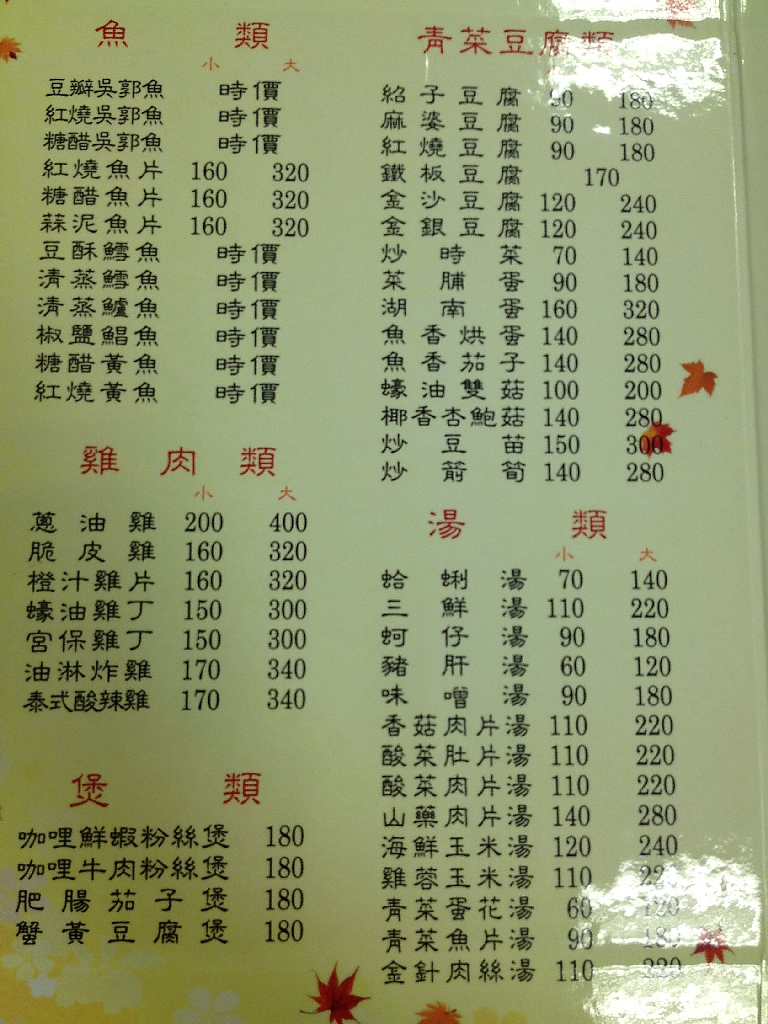 魚類
小 大
豆瓣吳郭魚 時價
紅燒吳郭魚 時價
糖醋吳郭魚 時價
紅燒魚片 160 320
糖醋魚片 160 320
蒜泥魚片 160 320
豆酥鱈魚 時價
清蒸鱈魚 時價
清蒸鱸魚 時價
椒鹽鯧魚 時價
糖醋黃魚 時價
紅燒黃魚 時價
雞肉類
小 大
蔥油雞 200 400
脆皮雞 160 320
橙汁雞片 160 320
蠔油雞丁 150 300
宮保雞丁 150 300
油淋炸雞 170 340
泰式酸辣雞 170 340
煲類
咖哩鮮蝦粉絲煲 180
咖哩牛肉粉絲煲 180
肥腸茄子煲 180
蟹黃豆腐煲 180
青菜豆腐類
紹子豆腐 90 180
麻婆豆腐 90 180
紅燒豆腐 90 180
鐵板豆腐 170
金沙豆腐 120 240
金銀豆腐 120 240
炒時菜 70 140
菜脯蛋 90 180
湖南蛋 160 320
魚香烘蛋 140 280
魚香茄子 140 280
蠔油雙菇 100 200
椰香杏鮑菇 140 280
炒豆苗 150 300
炒箭筍 140 280
湯類
小 大
蛤蜊湯 70 140
三鮮湯 110 220
蚵仔湯 90 180
豬肝湯 60 120
味噌湯 90 180
香菇肉片湯 110 220
酸菜肚片湯 110 220
酸菜肉片湯 110 220
山藥肉片湯 140 280
海鮮玉米湯 120 240
雞蓉玉米湯 110 220
青菜蛋花湯 60 120
青菜魚片湯 90 180
金針肉絲湯 110 220